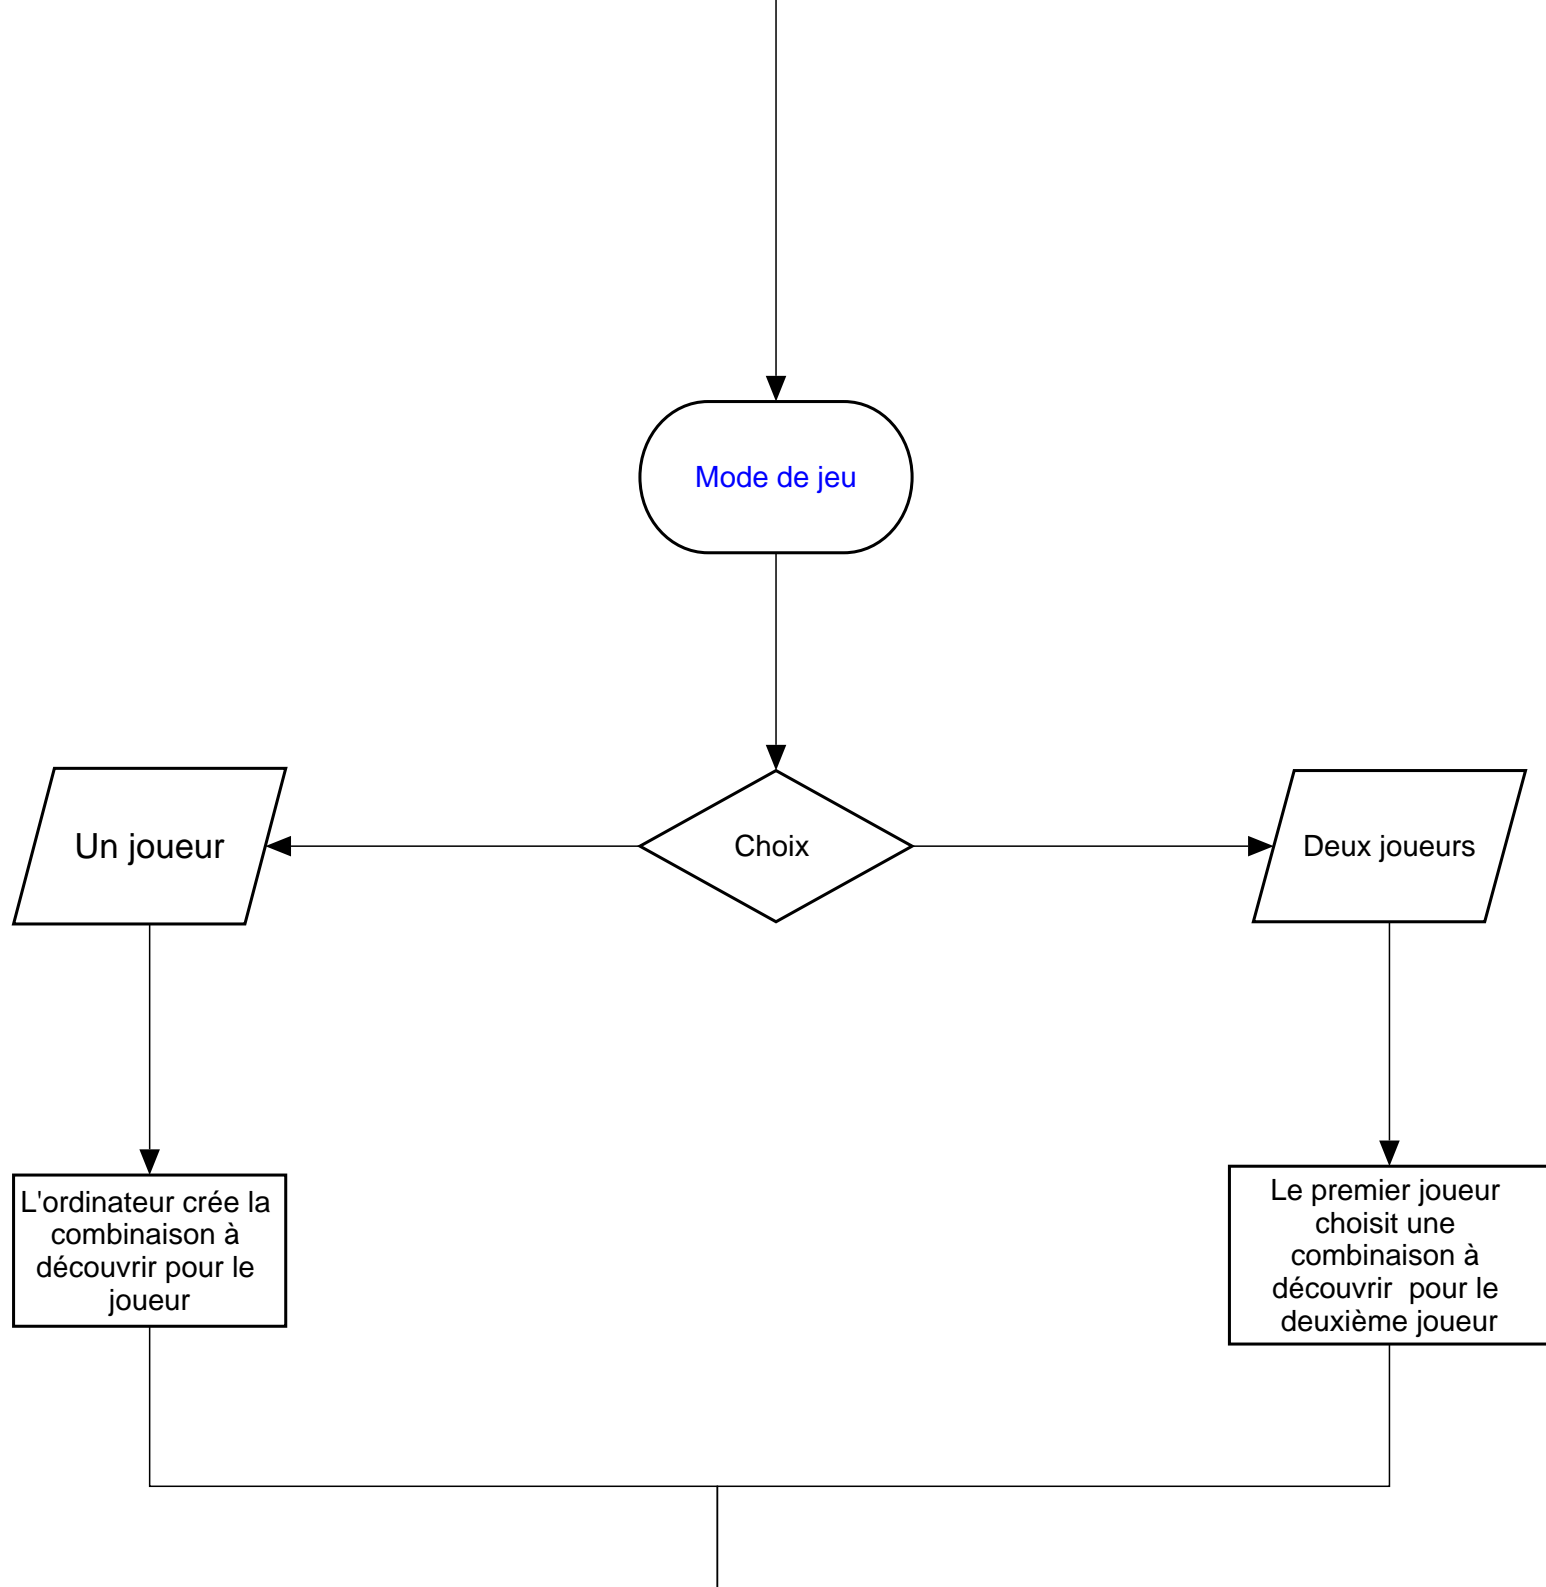 Mode de jeu
Un joueur
Choix
Deux joueurs
L'ordinateur crée la
combinaison à
découvrir pour le
joueur
Le premier joueur
choisit une
combinaison à
découvrir  pour le
deuxième joueur